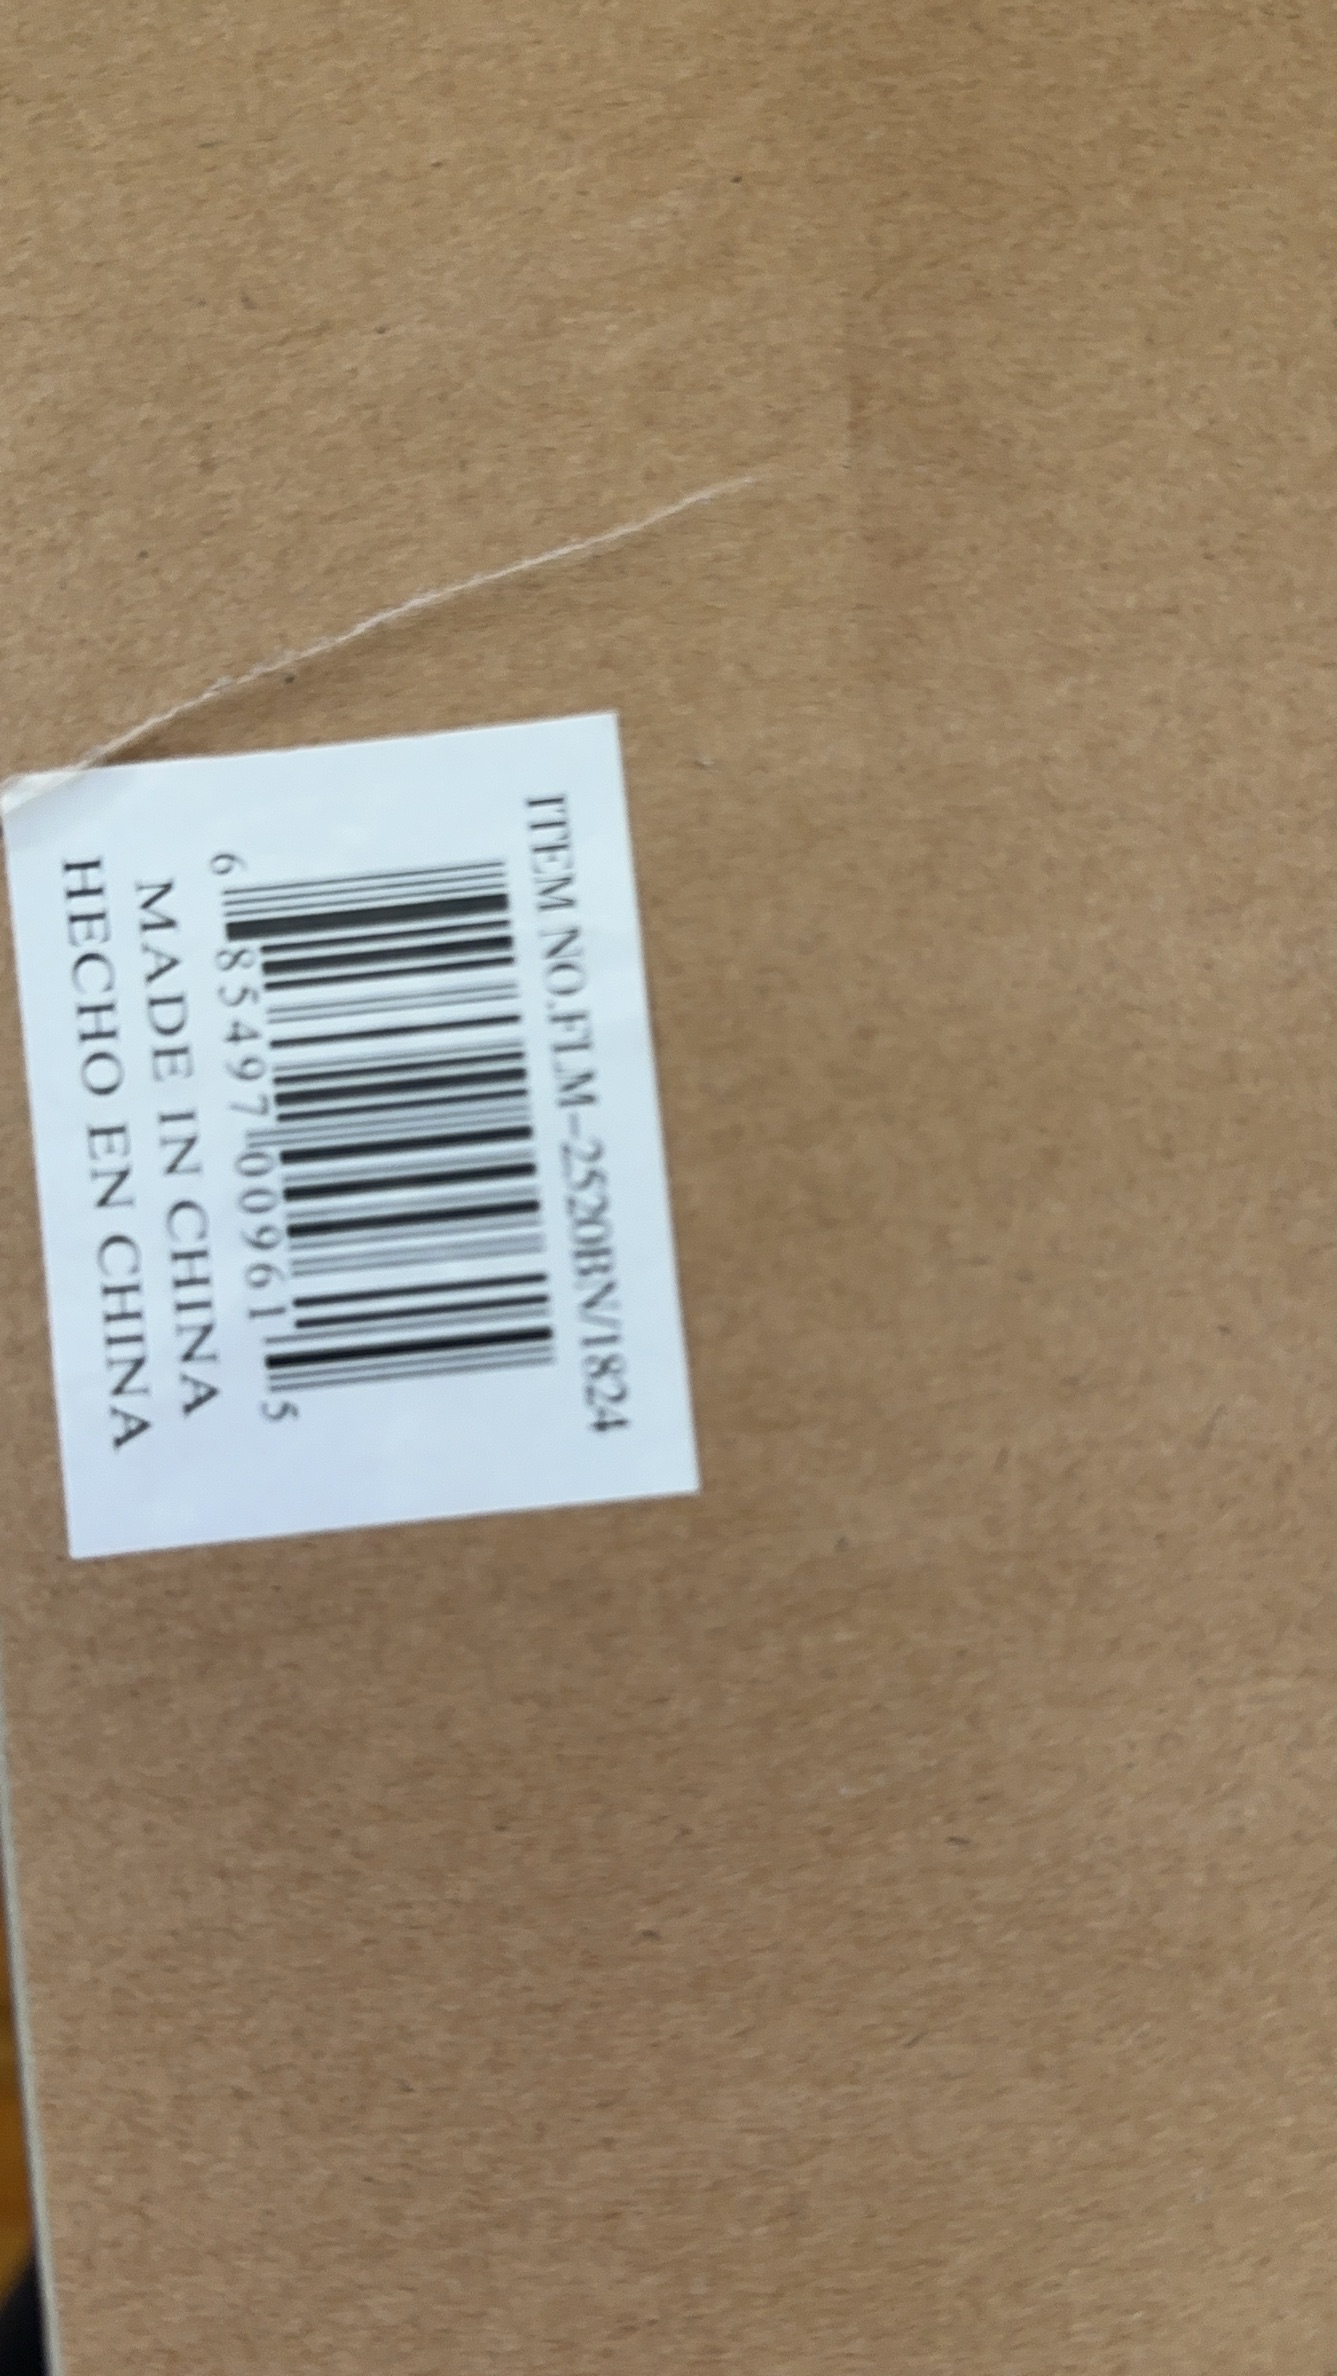 ITEM NO.FLM-2520BN/1824
6 85497 00961 5
MADE IN CHINA
HECHO EN CHINA